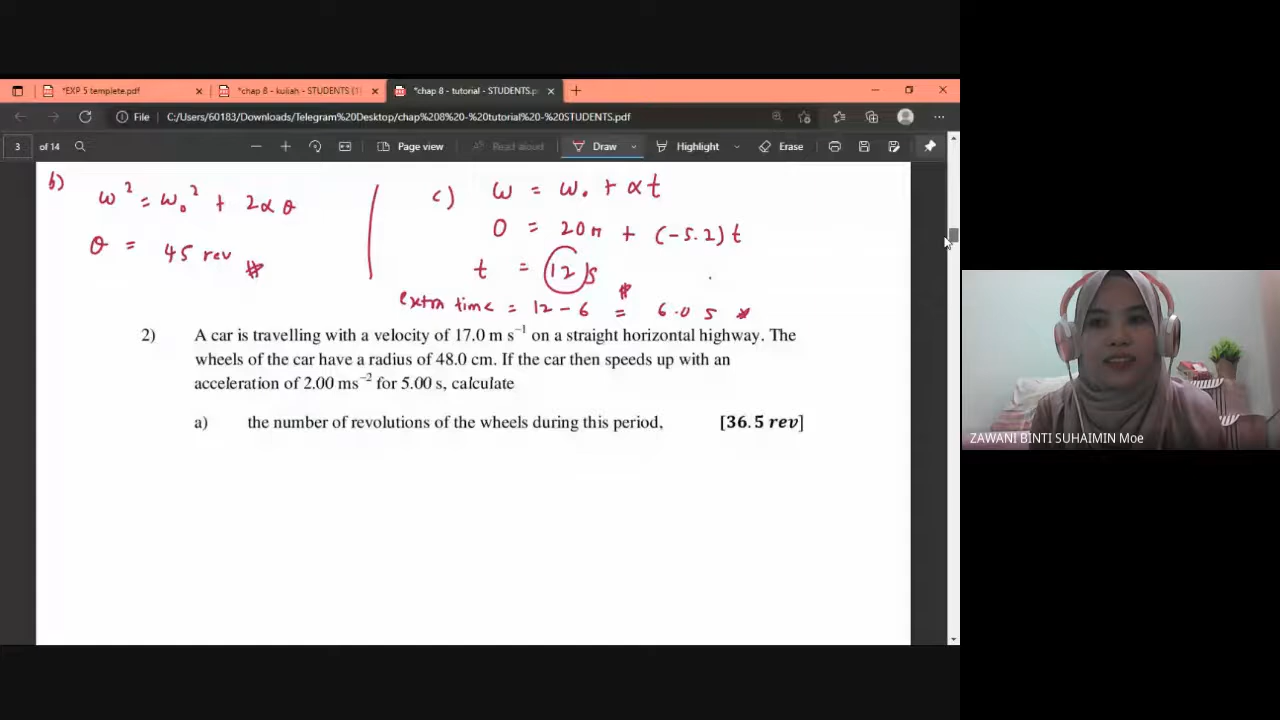 *EXP 5 templete.pdf
*chap 8 - kuliah - STUDENTS (1)
*chap 8 - tutorial - STUDENTS.p
File C:/Users/60183/Downloads/Telegram%20Desktop/chap%208%20-%20tutorial%20-%20STUDENTS.pdf
3 of 14
Page view
Read aloud
Draw
Highlight
Erase
b)
ω² = ω₀² + 2αθ
θ = 45 rev #
c) ω = ω₀ + αt
0 = 20π + (-5.2)t
t = 12 s #
extra time = 12 - 6 = 6.0 s #
2) A car is travelling with a velocity of 17.0 m s⁻¹ on a straight horizontal highway. The
wheels of the car have a radius of 48.0 cm. If the car then speeds up with an
acceleration of 2.00 ms⁻² for 5.00 s, calculate
a) the number of revolutions of the wheels during this period, [36.5 rev]
ZAWANI BINTI SUHAIMIN Moe